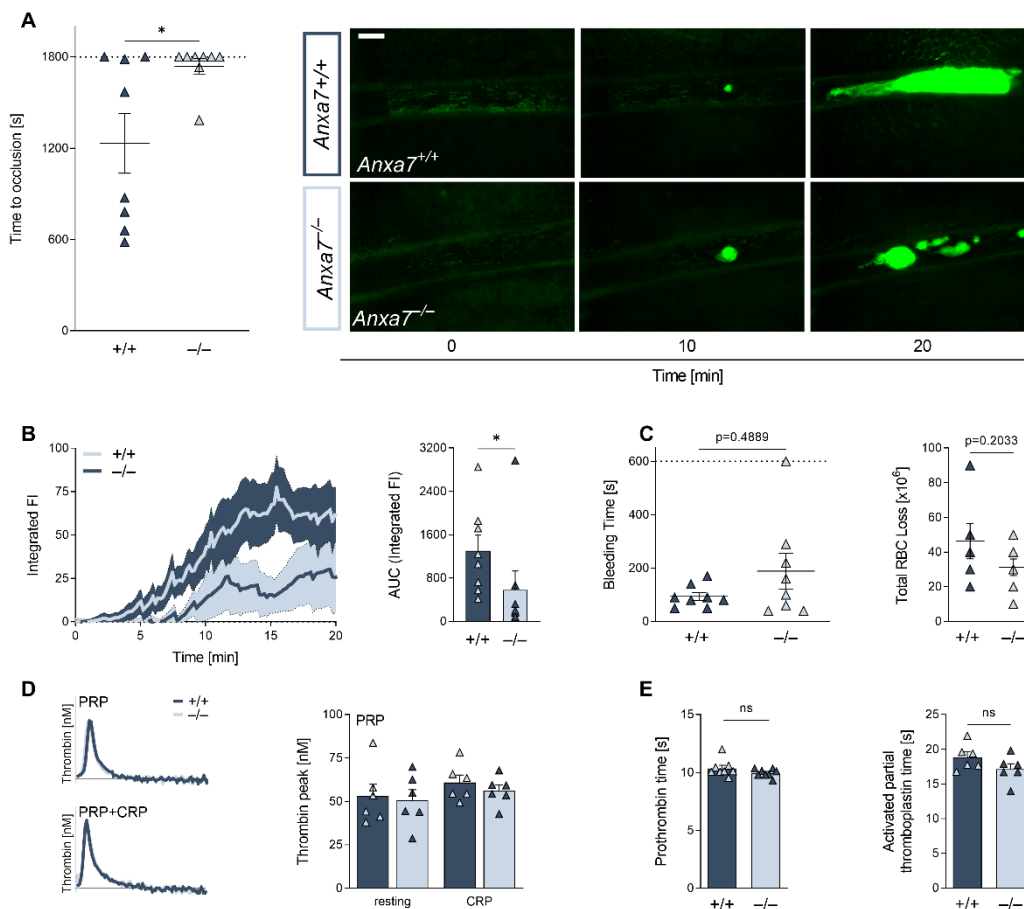 A
*
1800
1200
600
0
Time to occlusion [s]
+/+
–/–
Anxa7+/+
Anxa7–/–
Anxa7+/+
Anxa7–/–
0
10
20
Time [min]
B
+/+
–/–
100
75
50
25
0
Integrated FI
0
5
10
15
20
Time [min]
*
3200
2400
1600
800
0
AUC (Integrated FI)
+/+
–/–
C
p=0.4889
600
400
200
0
Bleeding Time [s]
+/+
–/–
p=0.2033
100
80
60
40
20
0
Total RBC Loss [x10⁶]
+/+
–/–
D
PRP
+/+
–/–
Thrombin [nM]
PRP+CRP
Thrombin [nM]
PRP
100
75
50
25
0
Thrombin peak [nM]
resting
CRP
E
ns
15
10
5
0
Prothrombin time [s]
+/+
–/–
ns
25
20
15
10
5
0
Activated partial
thromboplastin time [s]
+/+
–/–